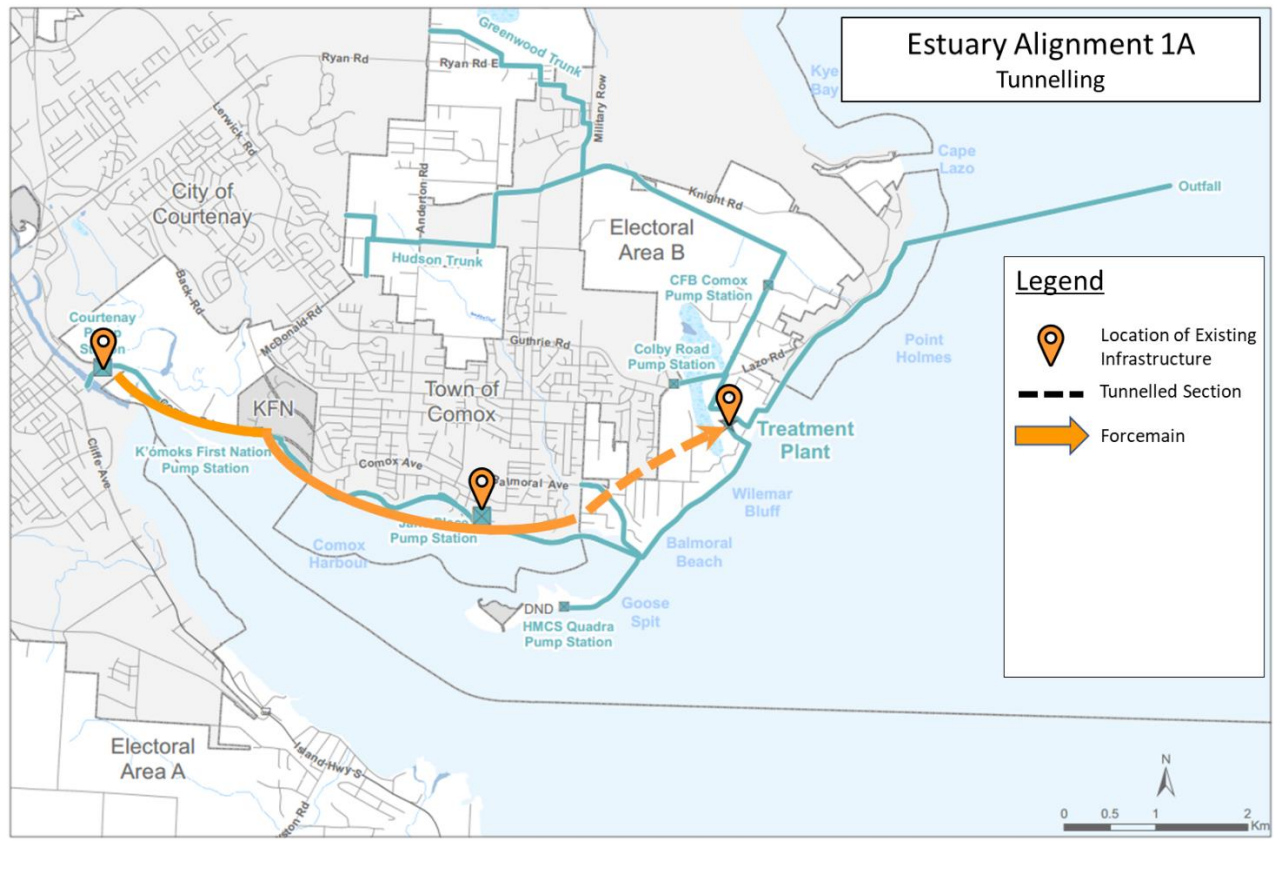 Estuary Alignment 1A
Tunnelling
Greenwood Trunk
Ryan Rd
Ryan Rd E
Military Row
Kye
Bay
Lerwick Rd
Cape
Lazo
City of
Courtenay
Anderton Rd
Knight Rd
Outfall
Electoral
Area B
Hudson Trunk
Back Rd
CFB Comox
Pump Station
Legend
Location of Existing
Infrastructure
Tunnelled Section
Forcemain
Courtenay
Station
McDonald Rd
Guthrie Rd
Colby Road
Pump Station
Lazo Rd
Point
Holmes
Town of
Comox
KFN
Treatment
Plant
Cliffe Ave
K'ómoks First Nation
Pump Station
Comox Ave
Balmoral Ave
Pump Station
Wilemar
Bluff
Comox
Harbour
Balmoral
Beach
DND
HMCS Quadra
Pump Station
Goose
Spit
Electoral
Area A
Island Hwy S
N
0 0.5 1 2
Km